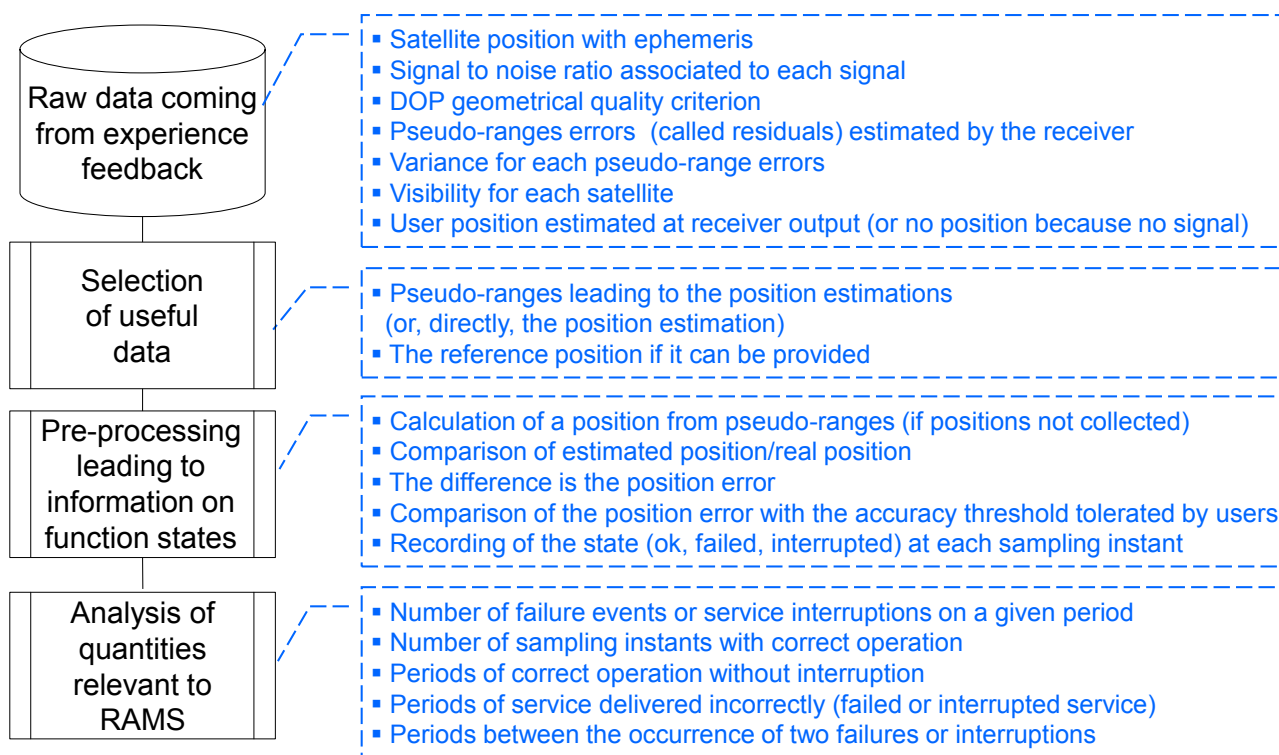 Raw data coming
from experience
feedback
▪ Satellite position with ephemeris
▪ Signal to noise ratio associated to each signal
▪ DOP geometrical quality criterion
▪ Pseudo-ranges errors (called residuals) estimated by the receiver
▪ Variance for each pseudo-range errors
▪ Visibility for each satellite
▪ User position estimated at receiver output (or no position because no signal)
Selection
of useful
data
▪ Pseudo-ranges leading to the position estimations
(or, directly, the position estimation)
▪ The reference position if it can be provided
Pre-processing
leading to
information on
function states
▪ Calculation of a position from pseudo-ranges (if positions not collected)
▪ Comparison of estimated position/real position
▪ The difference is the position error
▪ Comparison of the position error with the accuracy threshold tolerated by users
▪ Recording of the state (ok, failed, interrupted) at each sampling instant
Analysis of
quantities
relevant to
RAMS
▪ Number of failure events or service interruptions on a given period
▪ Number of sampling instants with correct operation
▪ Periods of correct operation without interruption
▪ Periods of service delivered incorrectly (failed or interrupted service)
▪ Periods between the occurrence of two failures or interruptions